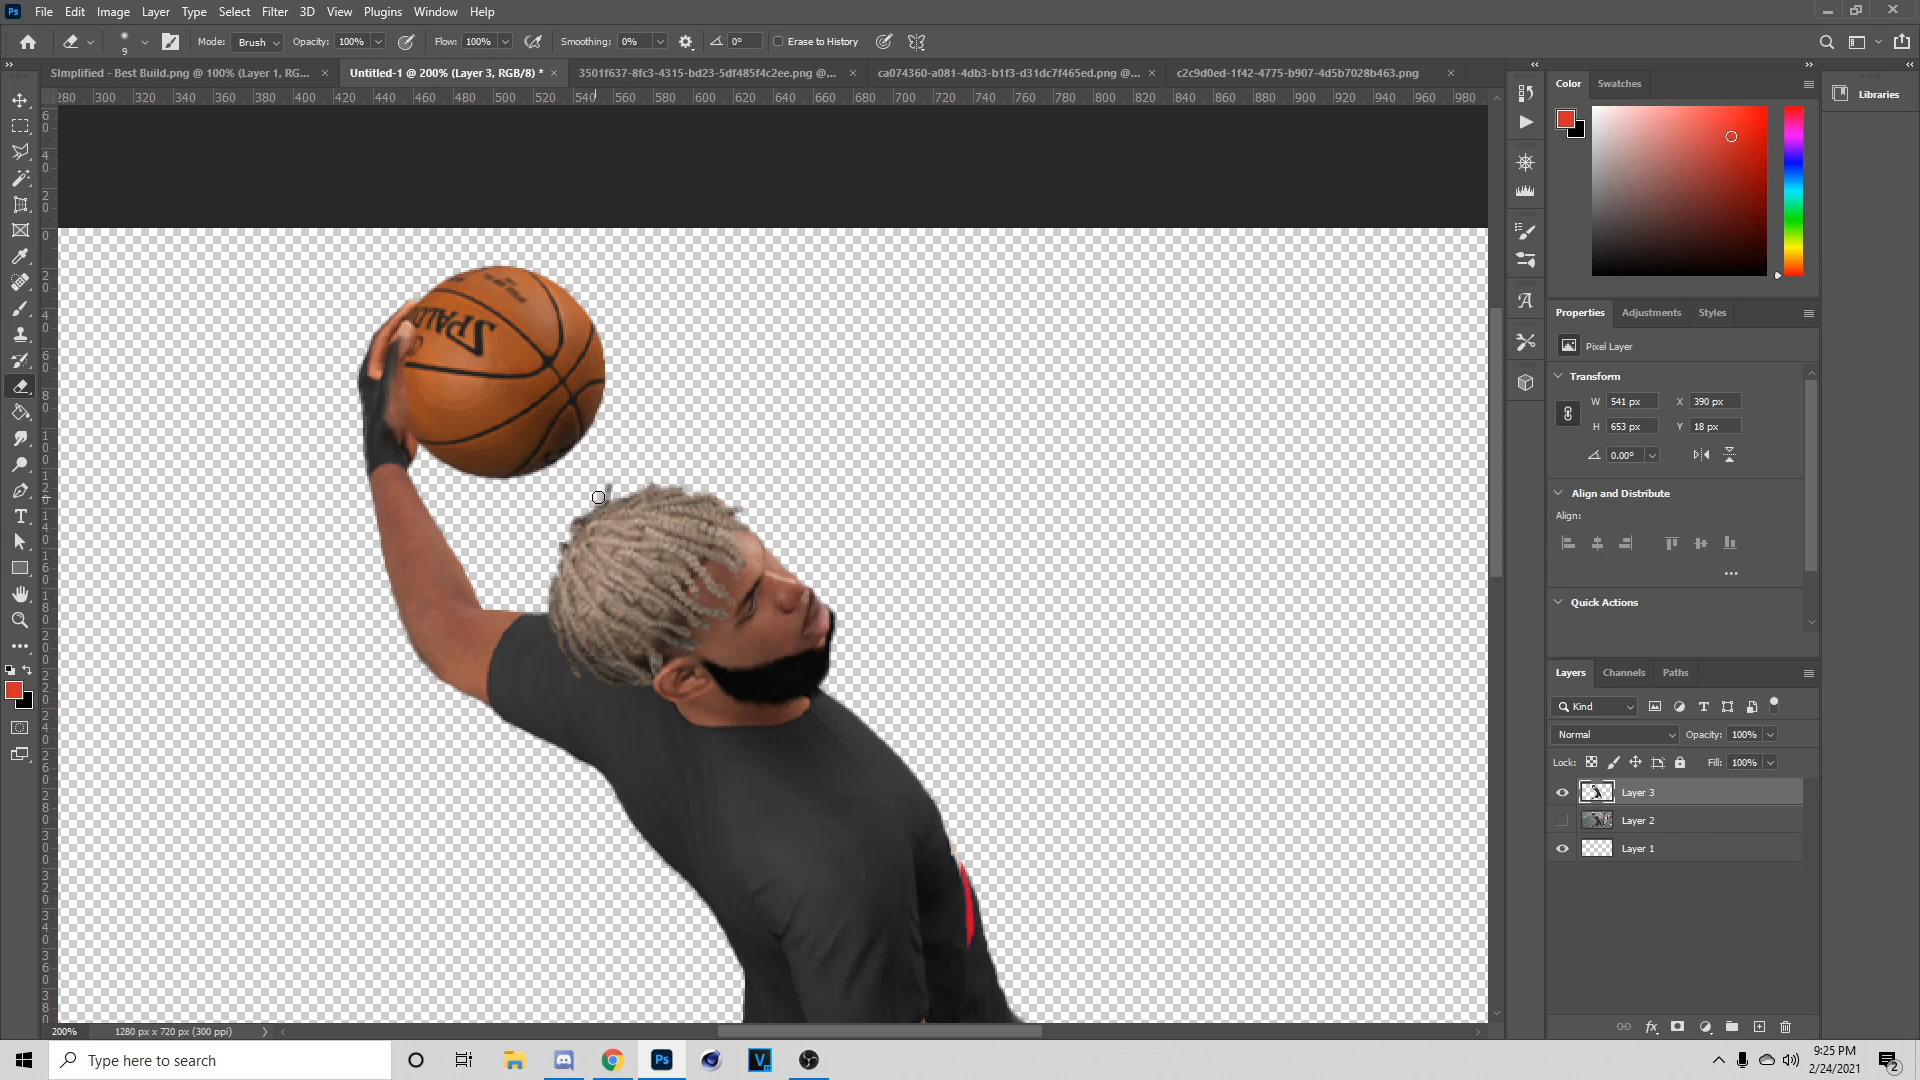 File Edit Image Layer Type Select Filter 3D View Plugins Window Help
9 Mode: Brush Opacity: 100% Flow: 100% Smoothing: 0% 0° Erase to History
SImplified - Best Build.png @ 100% (Layer 1, RG... × Untitled-1 @ 200% (Layer 3, RGB/8) * × 3501f637-8fc3-4315-bd23-5df485f4c2ee.png @... × ca074360-a081-4db3-b1f3-d31dc7f465ed.png @... × c2c9d0ed-1f42-4775-b907-4d5b7028b463.png ×
280 300 320 340 360 380 400 420 440 460 480 500 520 540 560 580 600 620 640 660 680 700 720 740 760 780 800 820 840 860 880 900 920 940 960 980
Color Swatches
Libraries
Properties Adjustments Styles
Pixel Layer
Transform
W 541 px X 390 px
H 653 px Y 18 px
0.00°
Align and Distribute
Align:
Quick Actions
Layers Channels Paths
Kind
Normal Opacity: 100%
Lock: Fill: 100%
Layer 3
Layer 2
Layer 1
200% 1280 px x 720 px (300 ppi)
Type here to search
9:25 PM
2/24/2021
2